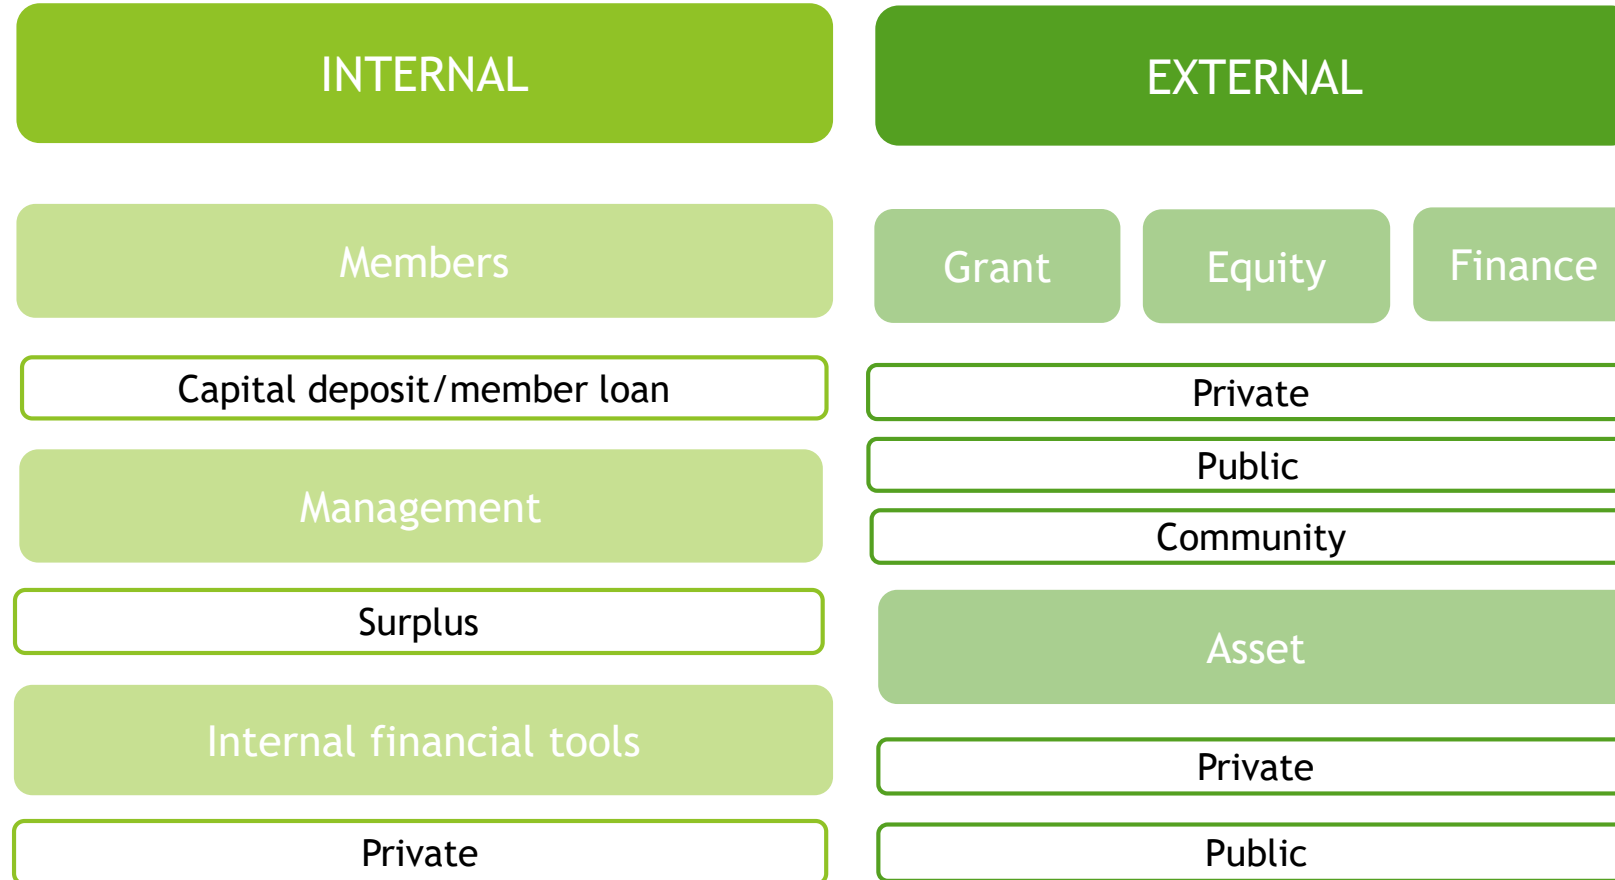 INTERNAL
Members
Capital deposit/member loan
Management
Surplus
Internal financial tools
Private
EXTERNAL
Grant
Equity
Finance
Private
Public
Community
Asset
Private
Public